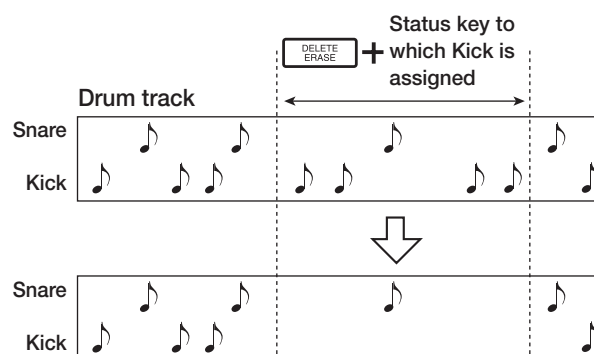 Status key to
which Kick is
assigned
DELETE
ERASE
+
Drum track
Snare
Kick
Snare
Kick